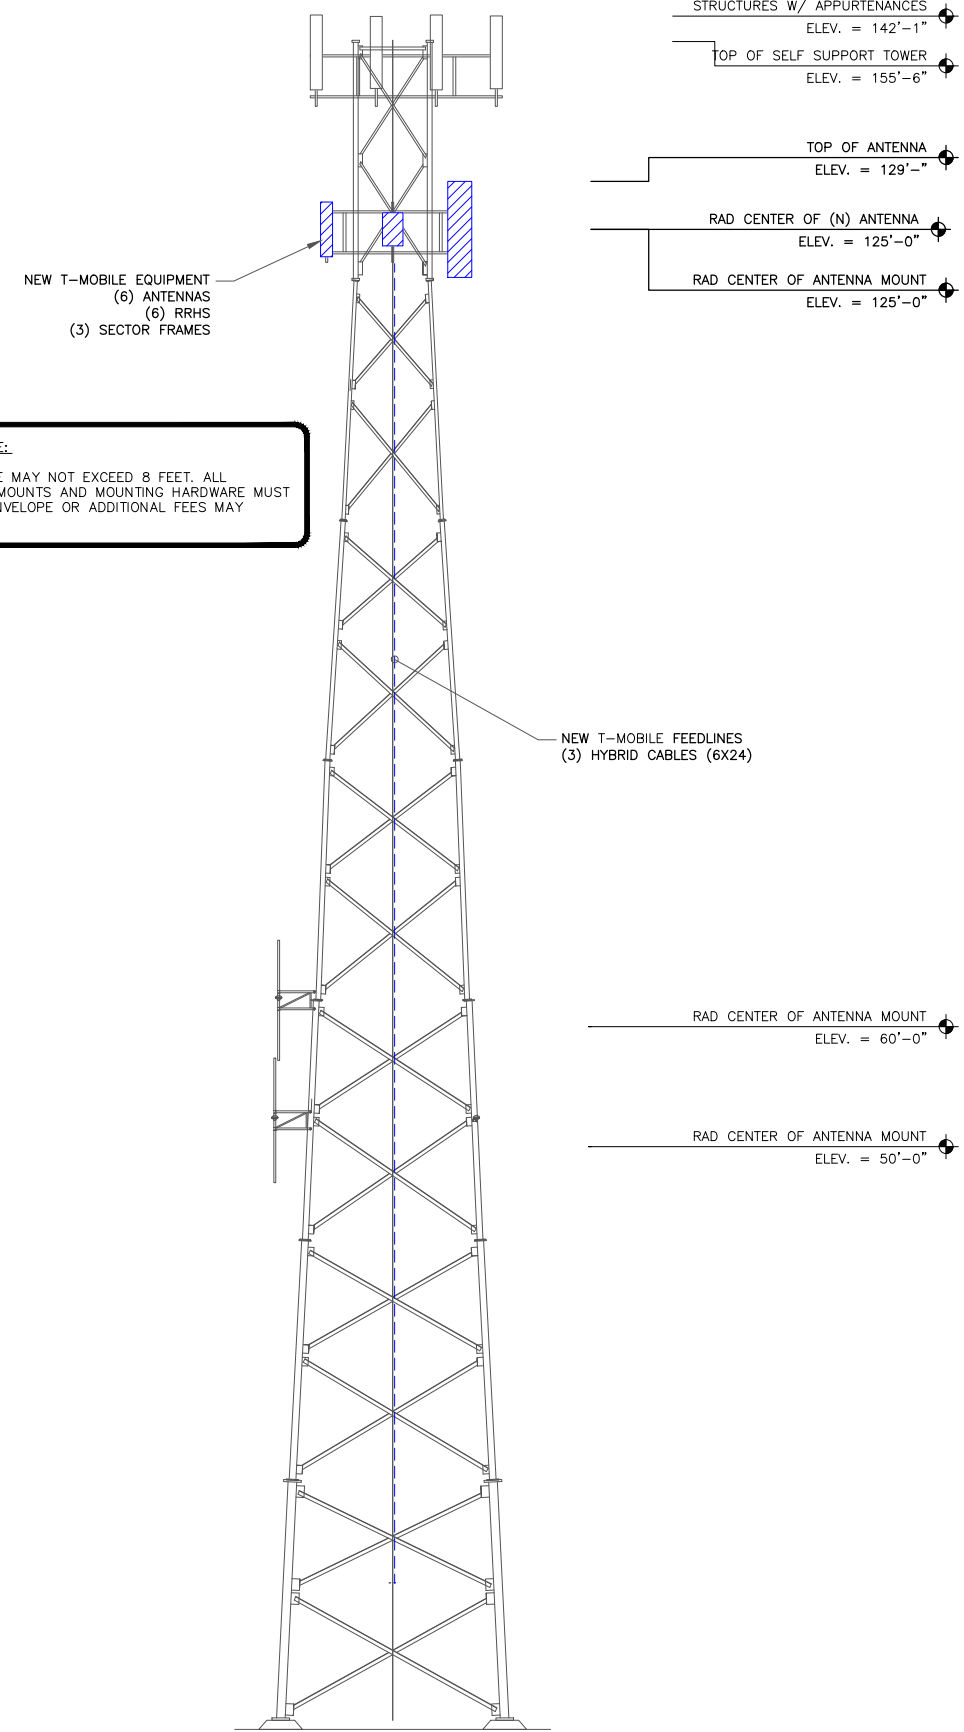 STRUCTURES W/ APPURTENANCES
ELEV. = 142'-1"
TOP OF SELF SUPPORT TOWER
ELEV. = 155'-6"
TOP OF ANTENNA
ELEV. = 129'-"
RAD CENTER OF (N) ANTENNA
ELEV. = 125'-0"
RAD CENTER OF ANTENNA MOUNT
ELEV. = 125'-0"
NEW T-MOBILE EQUIPMENT
(6) ANTENNAS
(6) RRHS
(3) SECTOR FRAMES
E:
E MAY NOT EXCEED 8 FEET. ALL
MOUNTS AND MOUNTING HARDWARE MUST
NVELOPE OR ADDITIONAL FEES MAY
NEW T-MOBILE FEEDLINES
(3) HYBRID CABLES (6X24)
RAD CENTER OF ANTENNA MOUNT
ELEV. = 60'-0"
RAD CENTER OF ANTENNA MOUNT
ELEV. = 50'-0"